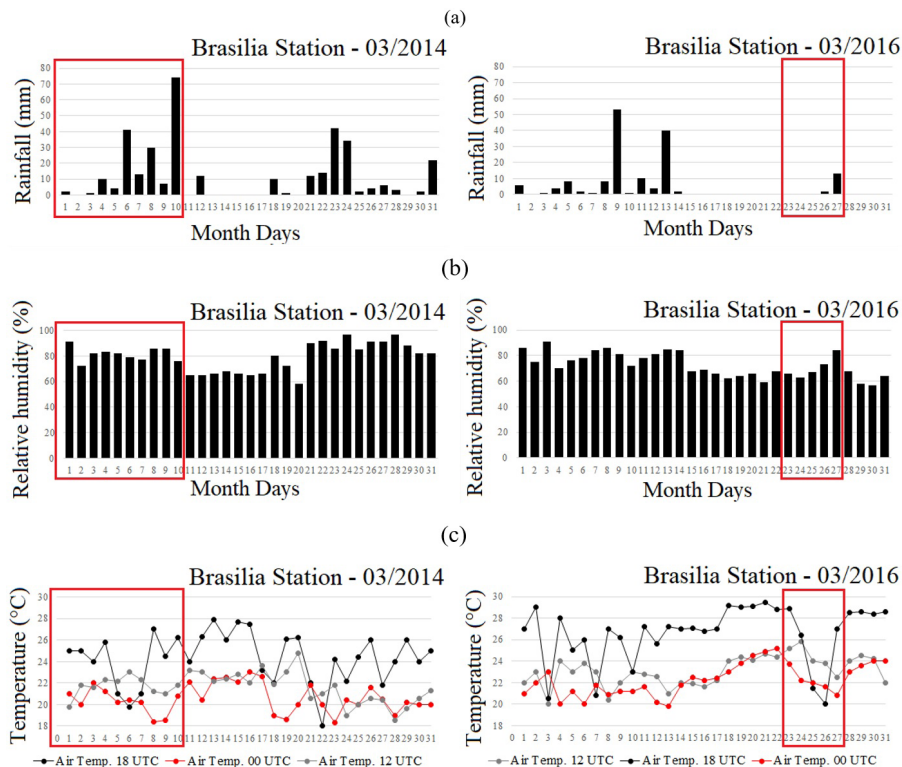 (a)
Brasilia Station - 03/2014
Rainfall (mm)
80
70
60
50
40
30
20
10
0
1 2 3 4 5 6 7 8 9 10 11 12 13 14 15 16 17 18 19 20 21 22 23 24 25 26 27 28 29 30 31
Month Days
Brasilia Station - 03/2016
Rainfall (mm)
80
70
60
50
40
30
20
10
0
1 2 3 4 5 6 7 8 9 10 11 12 13 14 15 16 17 18 19 20 21 22 23 24 25 26 27 28 29 30 31
Month Days
(b)
Brasilia Station - 03/2014
Relative humidity (%)
100
80
60
40
20
0
1 2 3 4 5 6 7 8 9 10 11 12 13 14 15 16 17 18 19 20 21 22 23 24 25 26 27 28 29 30 31
Month Days
Brasilia Station - 03/2016
Relative humidity (%)
100
80
60
40
20
0
1 2 3 4 5 6 7 8 9 10 11 12 13 14 15 16 17 18 19 20 21 22 23 24 25 26 27 28 29 30 31
Month Days
(c)
Brasilia Station - 03/2014
Temperature (°C)
30
28
26
24
22
20
18
0 1 2 3 4 5 6 7 8 9 10 11 12 13 14 15 16 17 18 19 20 21 22 23 24 25 26 27 28 29 30 31
Air Temp. 18 UTC Air Temp. 00 UTC Air Temp. 12 UTC
Brasilia Station - 03/2016
Temperature (°C)
30
28
26
24
22
20
18
0 1 2 3 4 5 6 7 8 9 10 11 12 13 14 15 16 17 18 19 20 21 22 23 24 25 26 27 28 29 30 31
Air Temp. 12 UTC Air Temp. 18 UTC Air Temp. 00 UTC